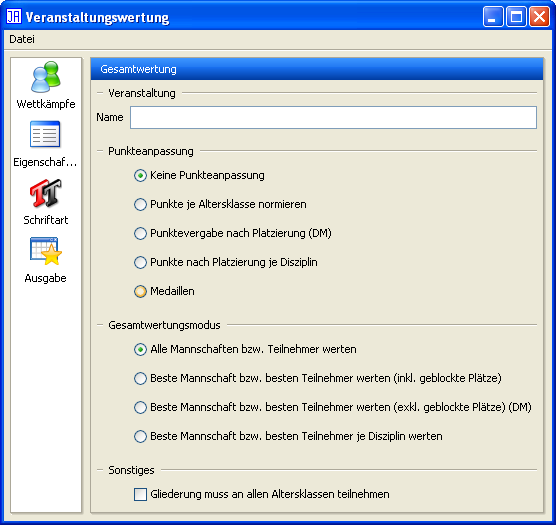 JA Veranstaltungswertung
Datei
Wettkämpfe
Eigenschaf...
Schriftart
Ausgabe
Gesamtwertung
Veranstaltung
Name
Punkteanpassung
Keine Punkteanpassung
Punkte je Altersklasse normieren
Punktevergabe nach Platzierung (DM)
Punkte nach Platzierung je Disziplin
Medaillen
Gesamtwertungsmodus
Alle Mannschaften bzw. Teilnehmer werten
Beste Mannschaft bzw. besten Teilnehmer werten (inkl. geblockte Plätze)
Beste Mannschaft bzw. besten Teilnehmer werten (exkl. geblockte Plätze) (DM)
Beste Mannschaft bzw. besten Teilnehmer je Disziplin werten
Sonstiges
Gliederung muss an allen Altersklassen teilnehmen